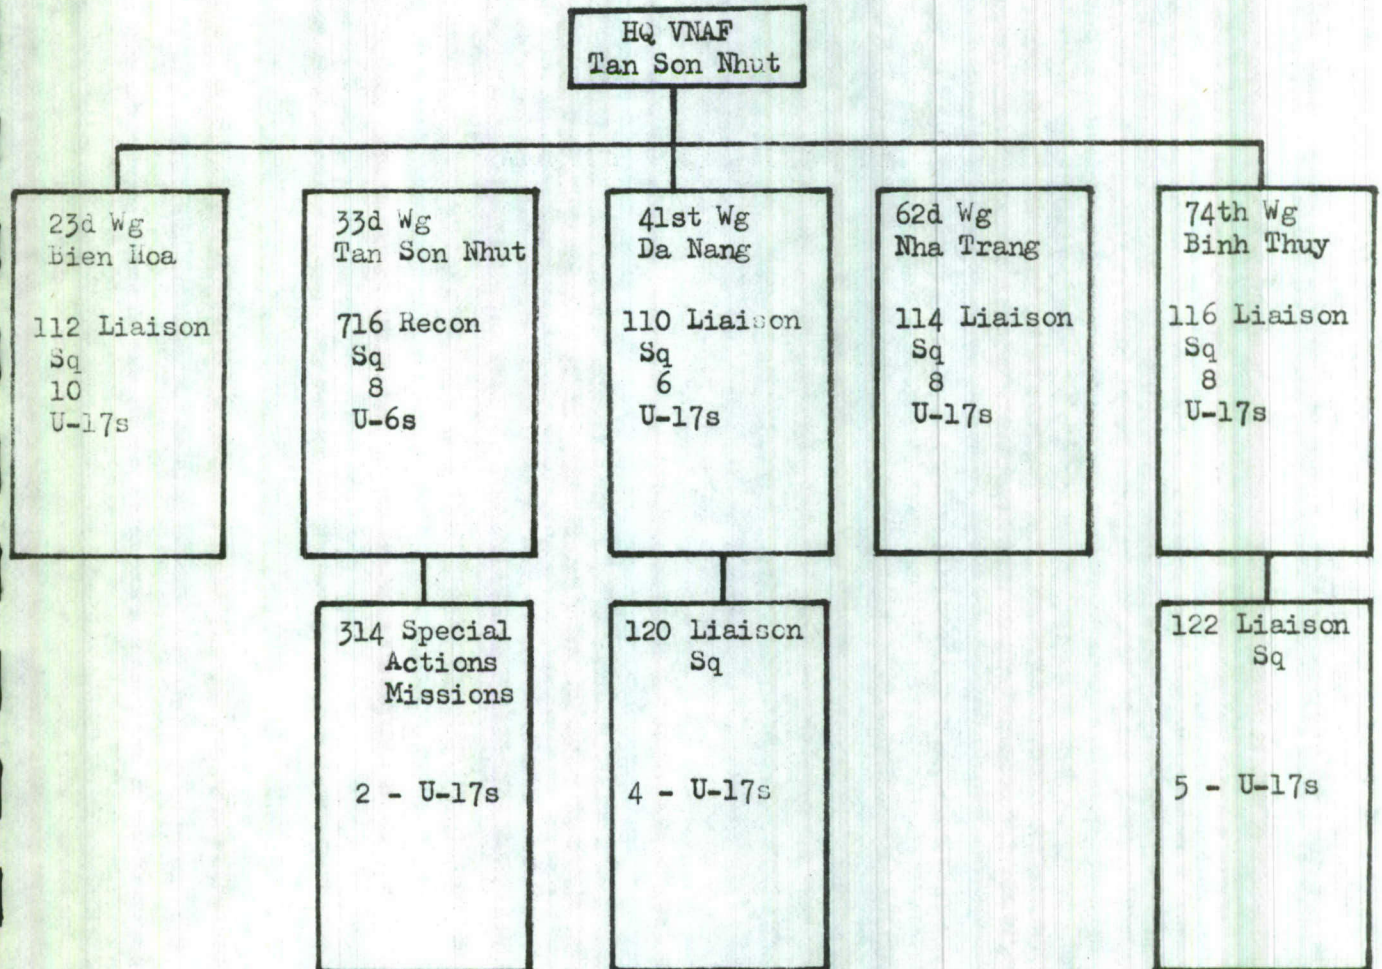 HQ VNAF
Tan Son Nhut
23d Wg
Bien Hoa
112 Liaison
Sq
10
U-17s
33d Wg
Tan Son Nhut
716 Recon
Sq
8
U-6s
41st Wg
Da Nang
110 Liaison
Sq
6
U-17s
62d Wg
Nha Trang
114 Liaison
Sq
8
U-17s
74th Wg
Binh Thuy
116 Liaison
Sq
8
U-17s
314 Special
Actions
Missions
2 - U-17s
120 Liaison
Sq
4 - U-17s
122 Liaison
Sq
5 - U-17s